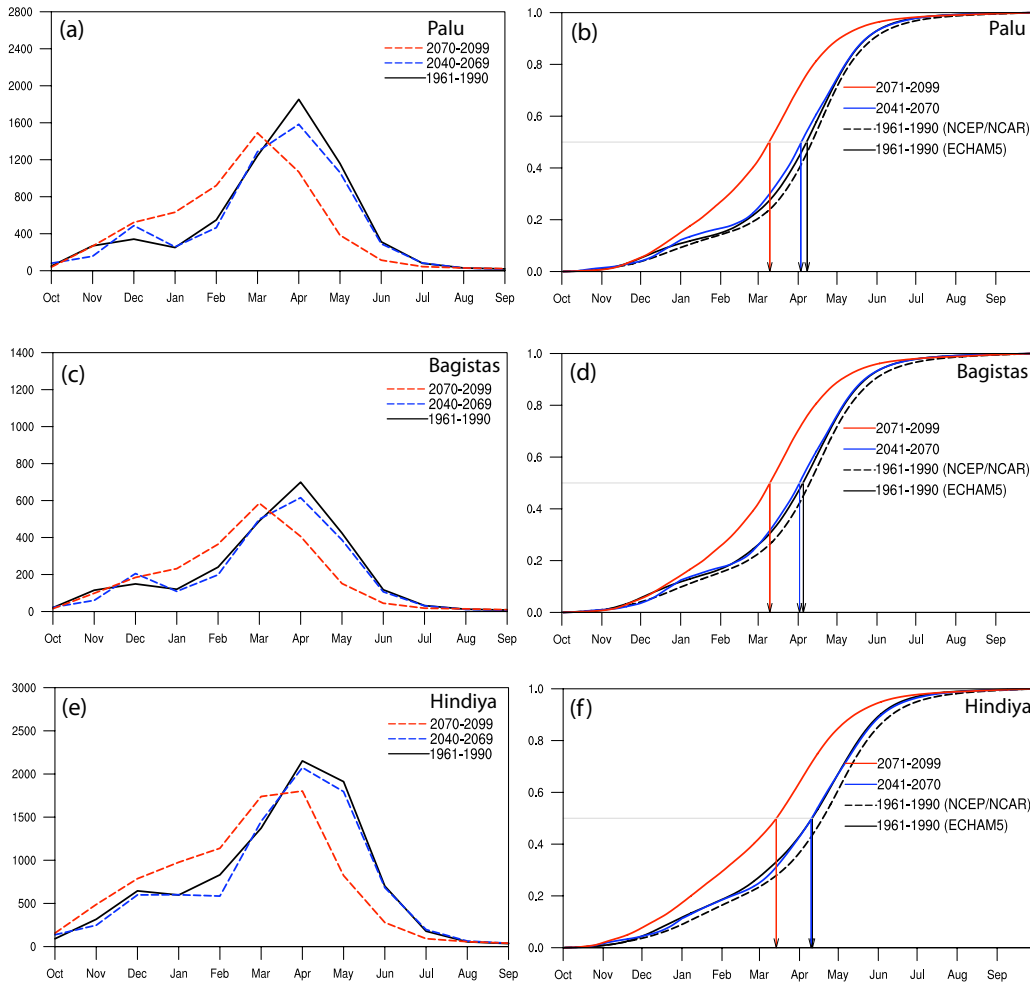 (a)
Palu
2070-2099
2040-2069
1961-1990
2800
2400
2000
1600
1200
800
400
0
Oct Nov Dec Jan Feb Mar Apr May Jun Jul Aug Sep
(b)
Palu
2071-2099
2041-2070
1961-1990 (NCEP/NCAR)
1961-1990 (ECHAM5)
1.0
0.8
0.6
0.4
0.2
0.0
Oct Nov Dec Jan Feb Mar Apr May Jun Jul Aug Sep
(c)
Bagistas
2070-2099
2040-2069
1961-1990
1400
1200
1000
800
600
400
200
0
Oct Nov Dec Jan Feb Mar Apr May Jun Jul Aug Sep
(d)
Bagistas
2071-2099
2041-2070
1961-1990 (NCEP/NCAR)
1961-1990 (ECHAM5)
1.0
0.8
0.6
0.4
0.2
0.0
Oct Nov Dec Jan Feb Mar Apr May Jun Jul Aug Sep
(e)
Hindiya
2070-2099
2040-2069
1961-1990
3000
2500
2000
1500
1000
500
0
Oct Nov Dec Jan Feb Mar Apr May Jun Jul Aug Sep
(f)
Hindiya
2071-2099
2041-2070
1961-1990 (NCEP/NCAR)
1961-1990 (ECHAM5)
1.0
0.8
0.6
0.4
0.2
0.0
Oct Nov Dec Jan Feb Mar Apr May Jun Jul Aug Sep